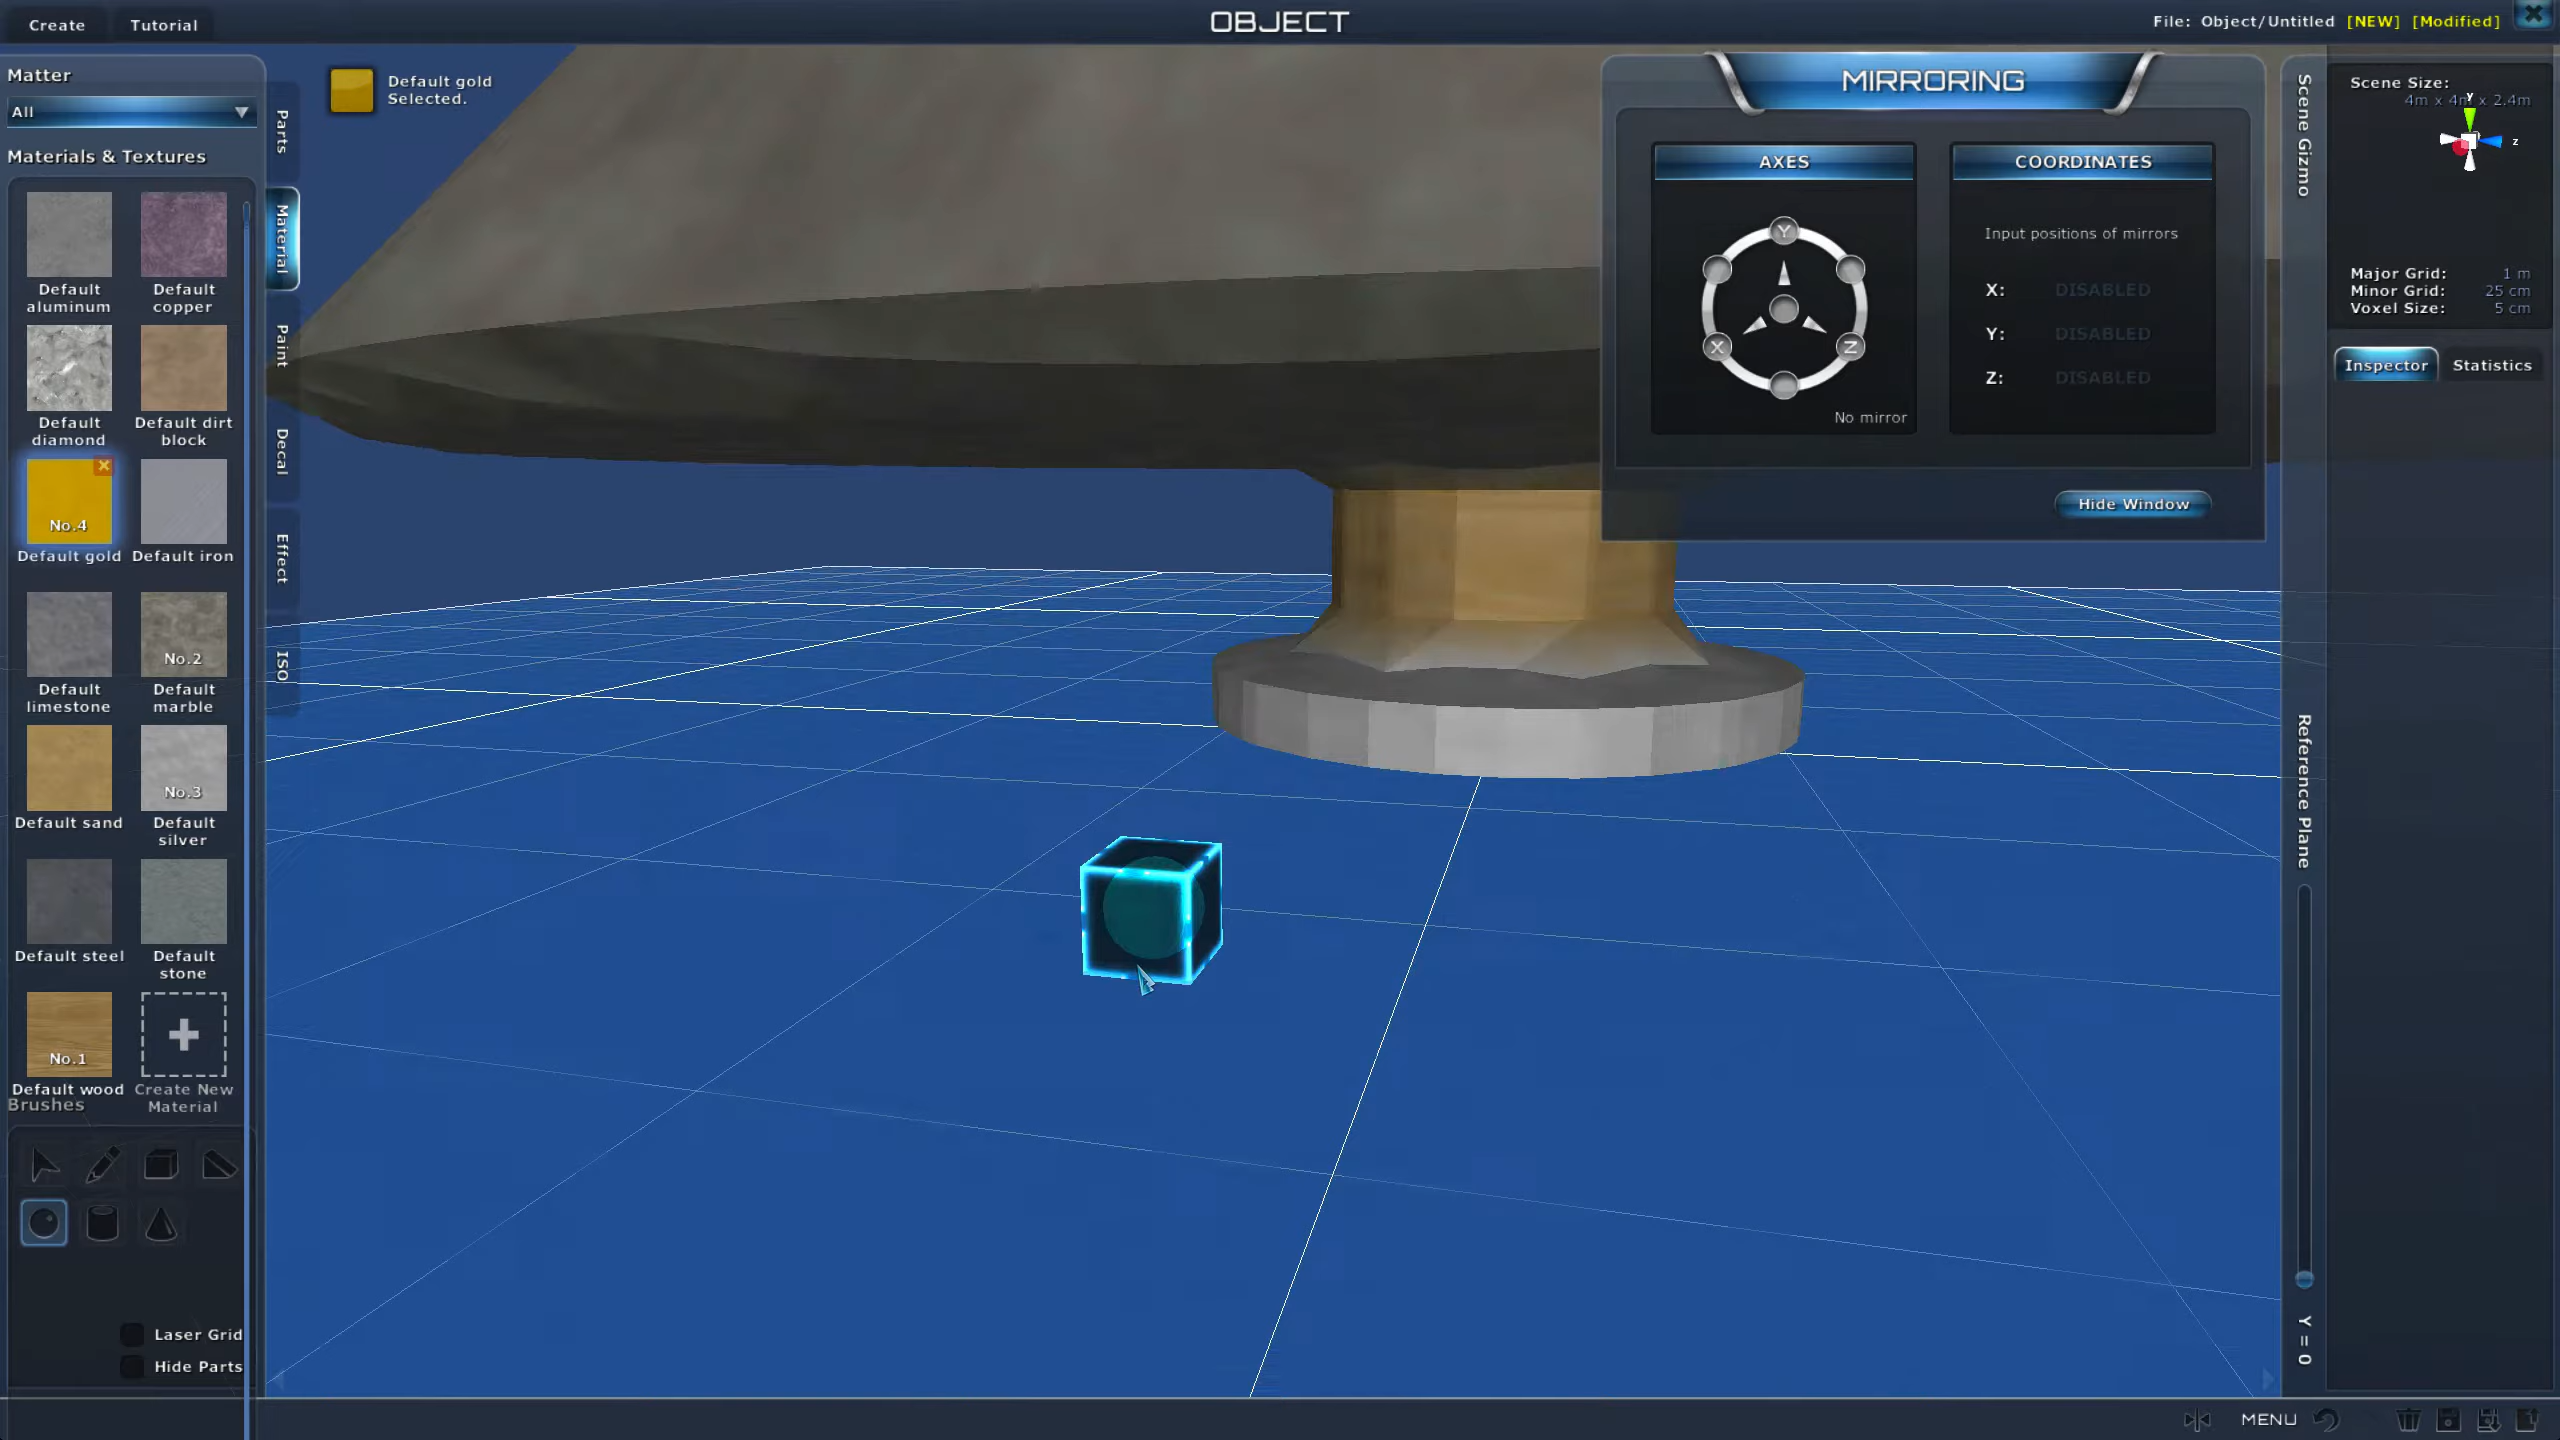 Create
Tutorial
OBJECT
File: Object/Untitled [NEW] [Modified]
Matter
All
Materials & Textures
Default aluminum
Default copper
Default diamond
Default dirt block
No.4
Default gold
Default iron
Default limestone
No.2
Default marble
Default sand
No.3
Default silver
Default steel
Default stone
No.1
Default wood
Create New Material
Brushes
Laser Grid
Hide Parts
Parts
Material
Paint
Decal
Effect
ISO
Default gold
Selected.
MIRRORING
AXES
Y
X
Z
No mirror
COORDINATES
Input positions of mirrors
X: DISABLED
Y: DISABLED
Z: DISABLED
Hide Window
Scene Gizmo
Scene Size:
4m x 4m x 2.4m
Y
Z
Major Grid: 1 m
Minor Grid: 25 cm
Voxel Size: 5 cm
Inspector
Statistics
Reference Plane
Y = 0
MENU